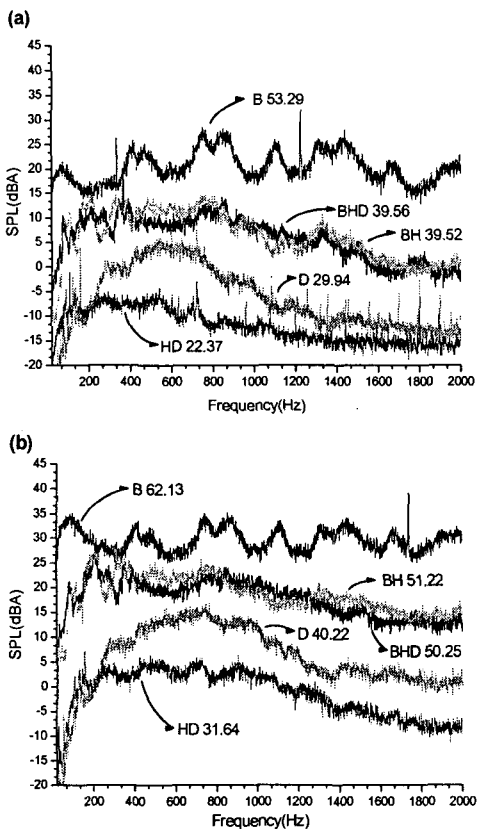 (a)
45
40
35
30
25
20
15
10
5
0
-5
-10
-15
-20
SPL(dBA)
B 53.29
BHD 39.56
BH 39.52
D 29.94
HD 22.37
200 400 600 800 1000 1200 1400 1600 1800 2000
Frequency(Hz)
(b)
45
40
35
30
25
20
15
10
5
0
-5
-10
-15
-20
SPL(dBA)
B 62.13
BH 51.22
D 40.22
BHD 50.25
HD 31.64
200 400 600 800 1000 1200 1400 1600 1800 2000
Frequency(Hz)